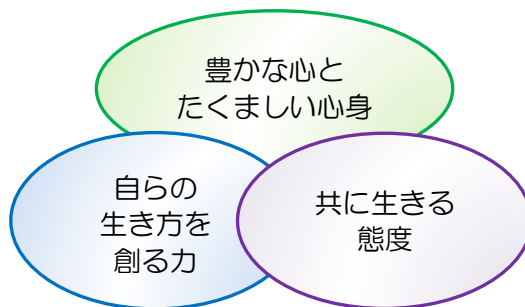 豊かな心と
たくましい心身
自らの
生き方を
創る力
共に生きる
態度